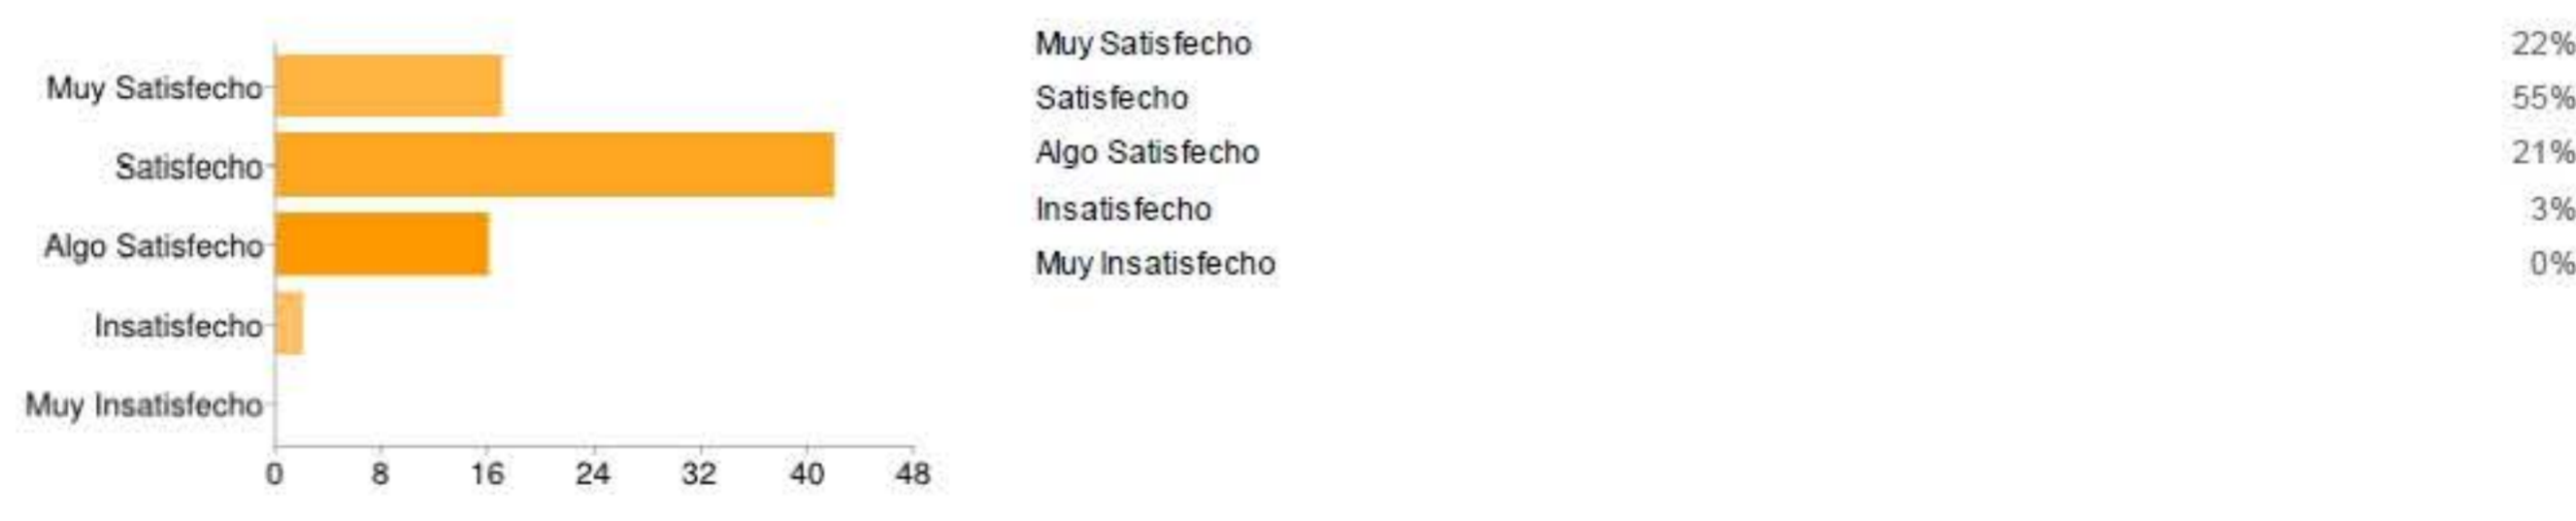 Muy Satisfecho
Satisfecho
Algo Satisfecho
Insatisfecho
Muy Insatisfecho
0 8 16 24 32 40 48
Muy Satisfecho 22%
Satisfecho 55%
Algo Satisfecho 21%
Insatisfecho 3%
Muy Insatisfecho 0%